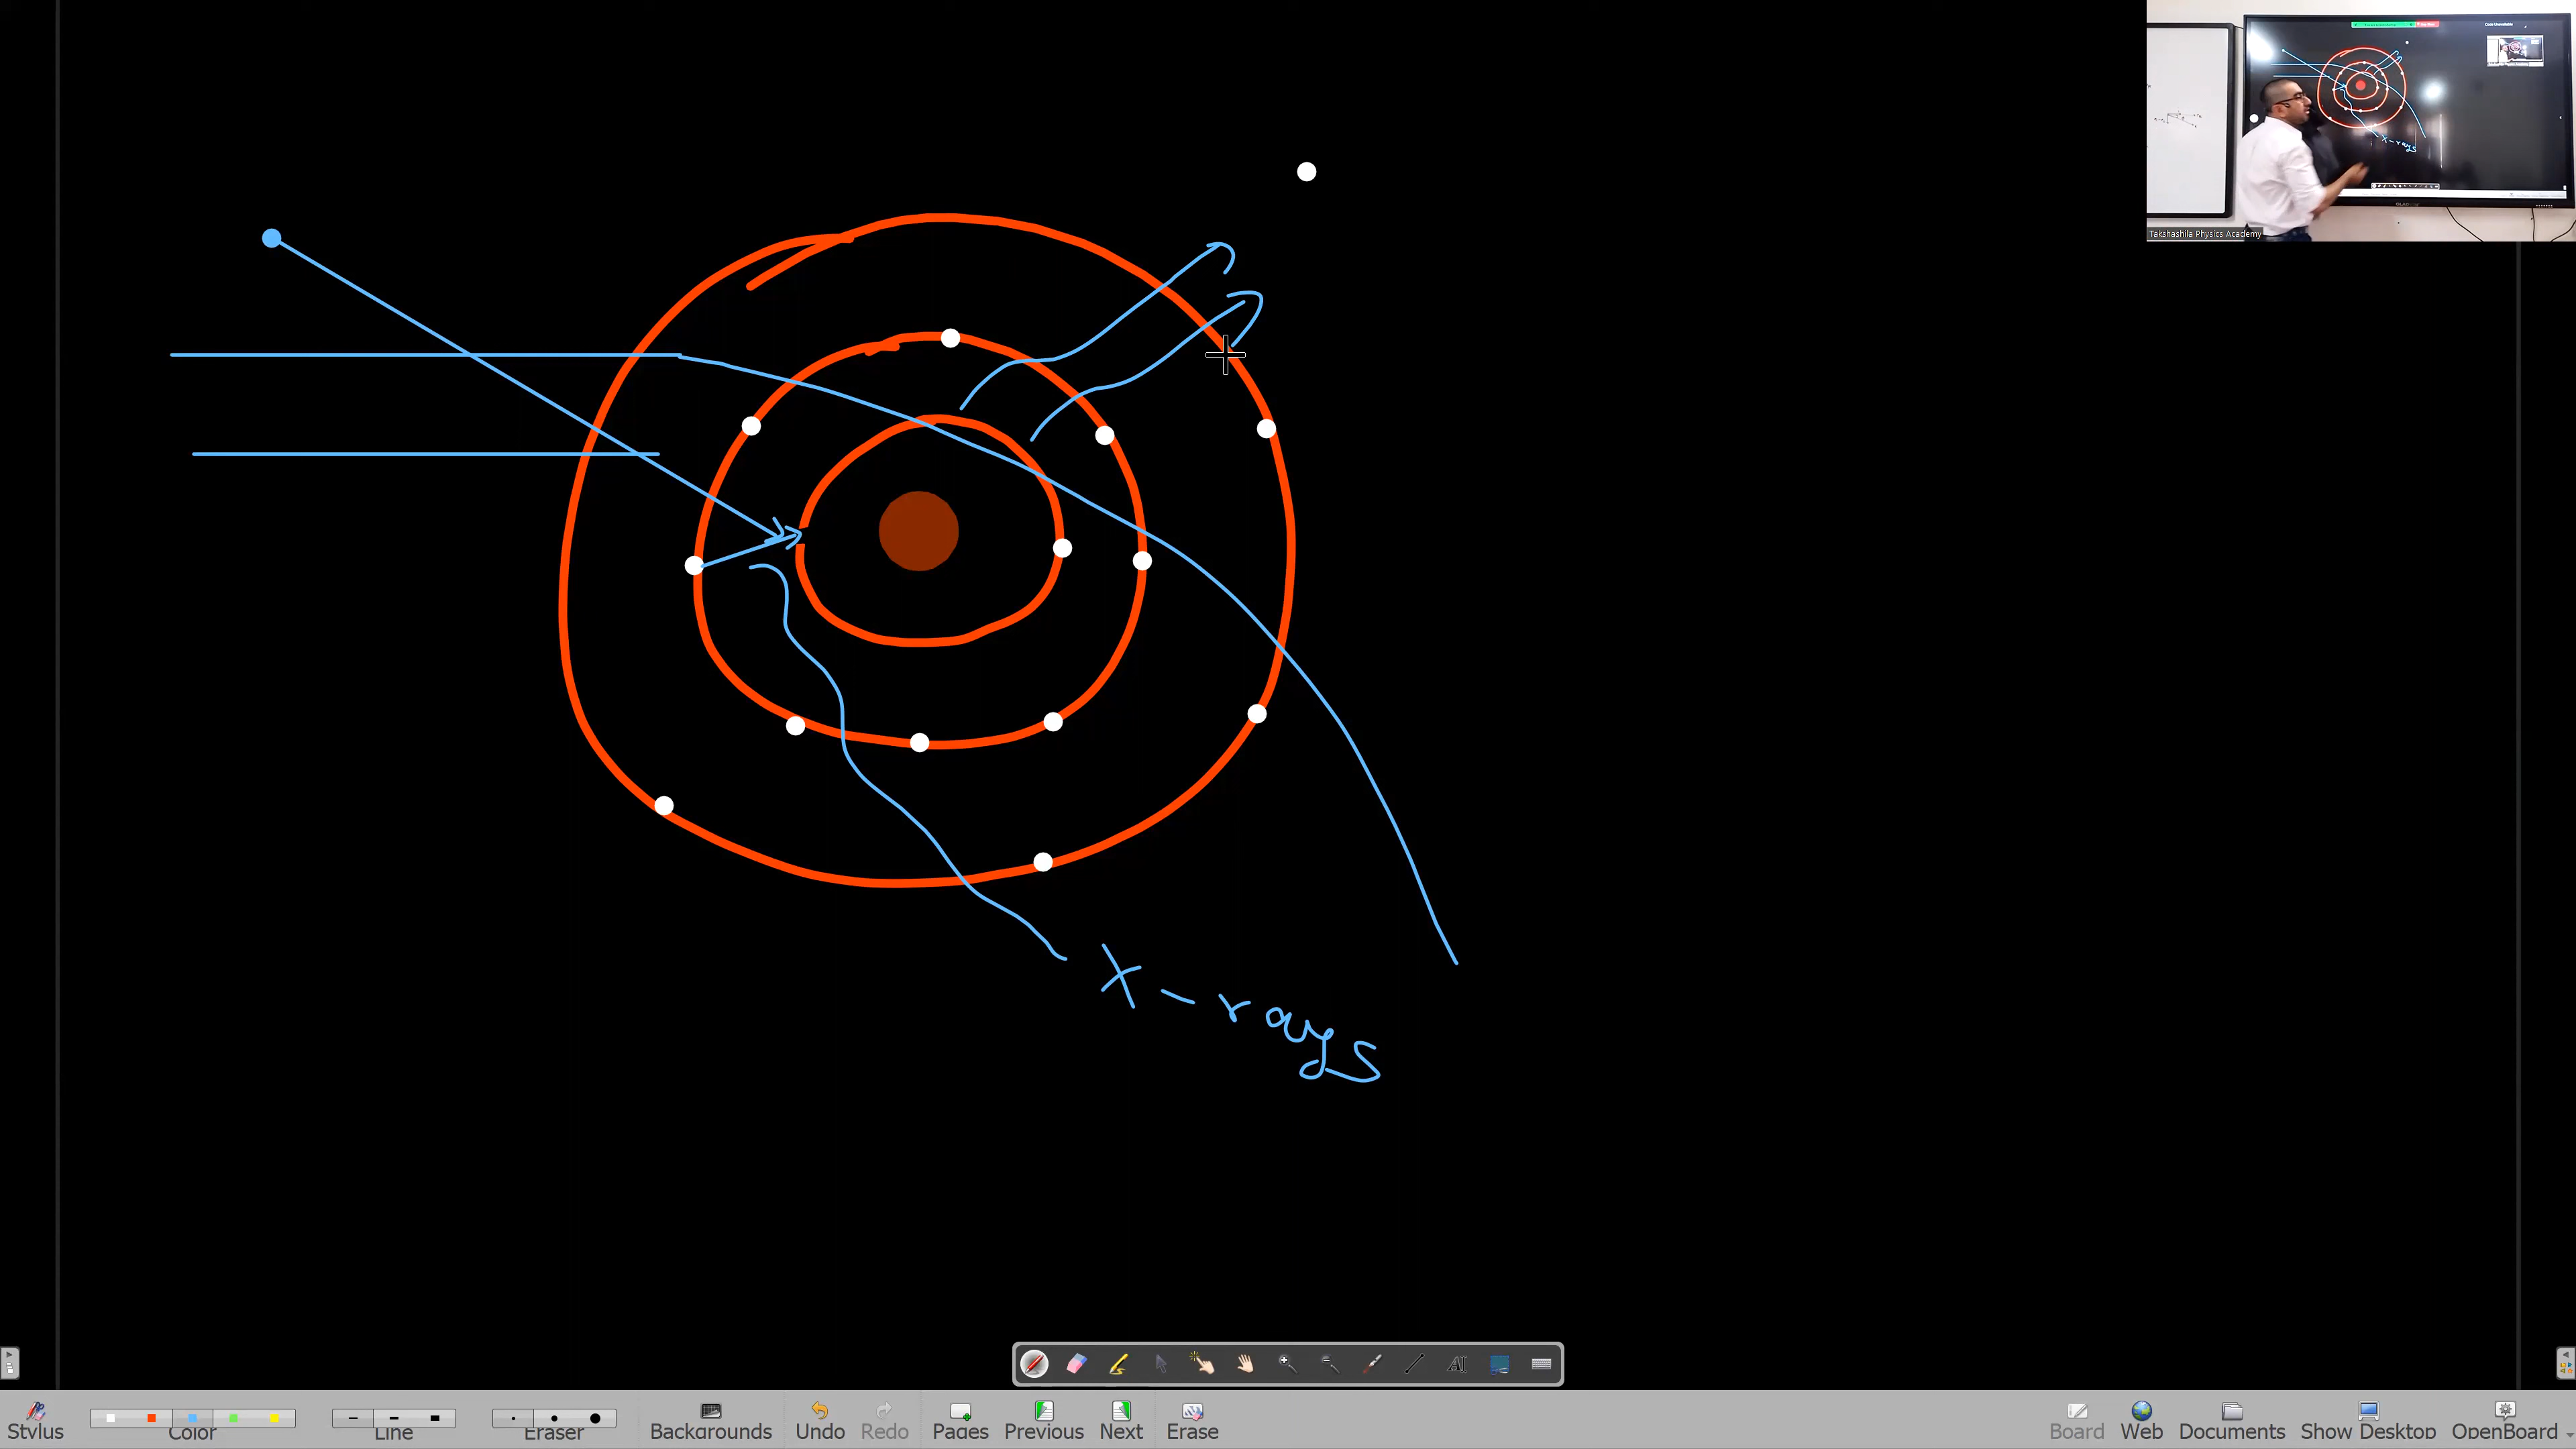 Takshashila Physics Academy
X-rays
Stylus
Color
Line
Eraser
Backgrounds
Undo
Redo
Pages
Previous
Next
Erase
Board
Web
Documents
Show Desktop
OpenBoard